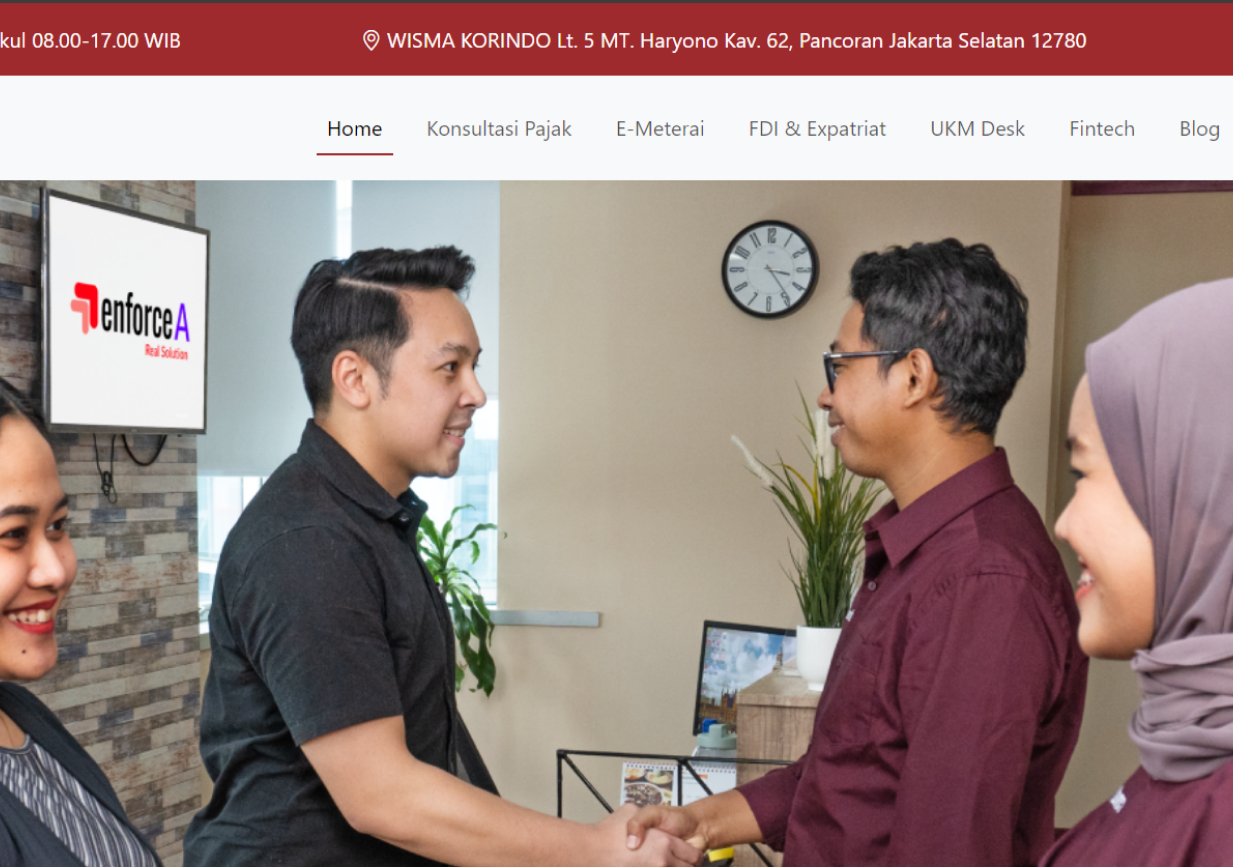 kul 08.00-17.00 WIB
WISMA KORINDO Lt. 5 MT. Haryono Kav. 62, Pancoran Jakarta Selatan 12780
Home Konsultasi Pajak E-Meterai FDI & Expatriat UKM Desk Fintech Blog
enforceA
Real Solution